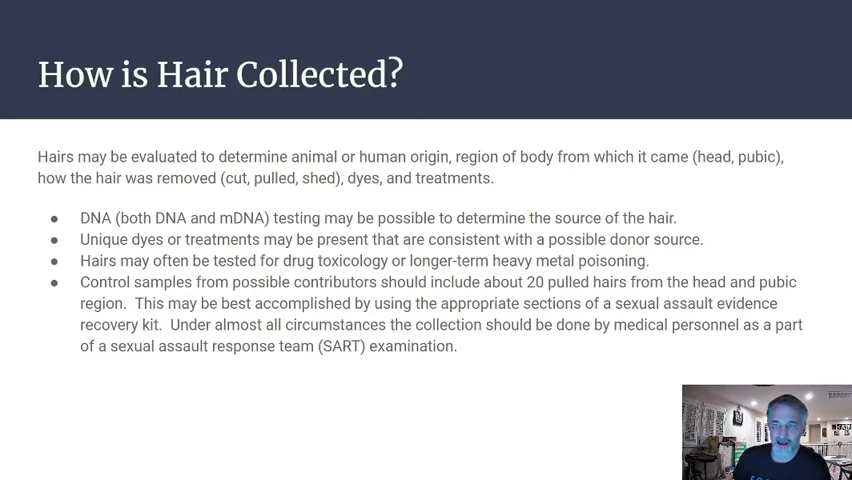 How is Hair Collected?
Hairs may be evaluated to determine animal or human origin, region of body from which it came (head, pubic),
how the hair was removed (cut, pulled, shed), dyes, and treatments.
● DNA (both DNA and mDNA) testing may be possible to determine the source of the hair.
● Unique dyes or treatments may be present that are consistent with a possible donor source.
● Hairs may often be tested for drug toxicology or longer-term heavy metal poisoning.
● Control samples from possible contributors should include about 20 pulled hairs from the head and pubic
region. This may be best accomplished by using the appropriate sections of a sexual assault evidence
recovery kit. Under almost all circumstances the collection should be done by medical personnel as a part
of a sexual assault response team (SART) examination.